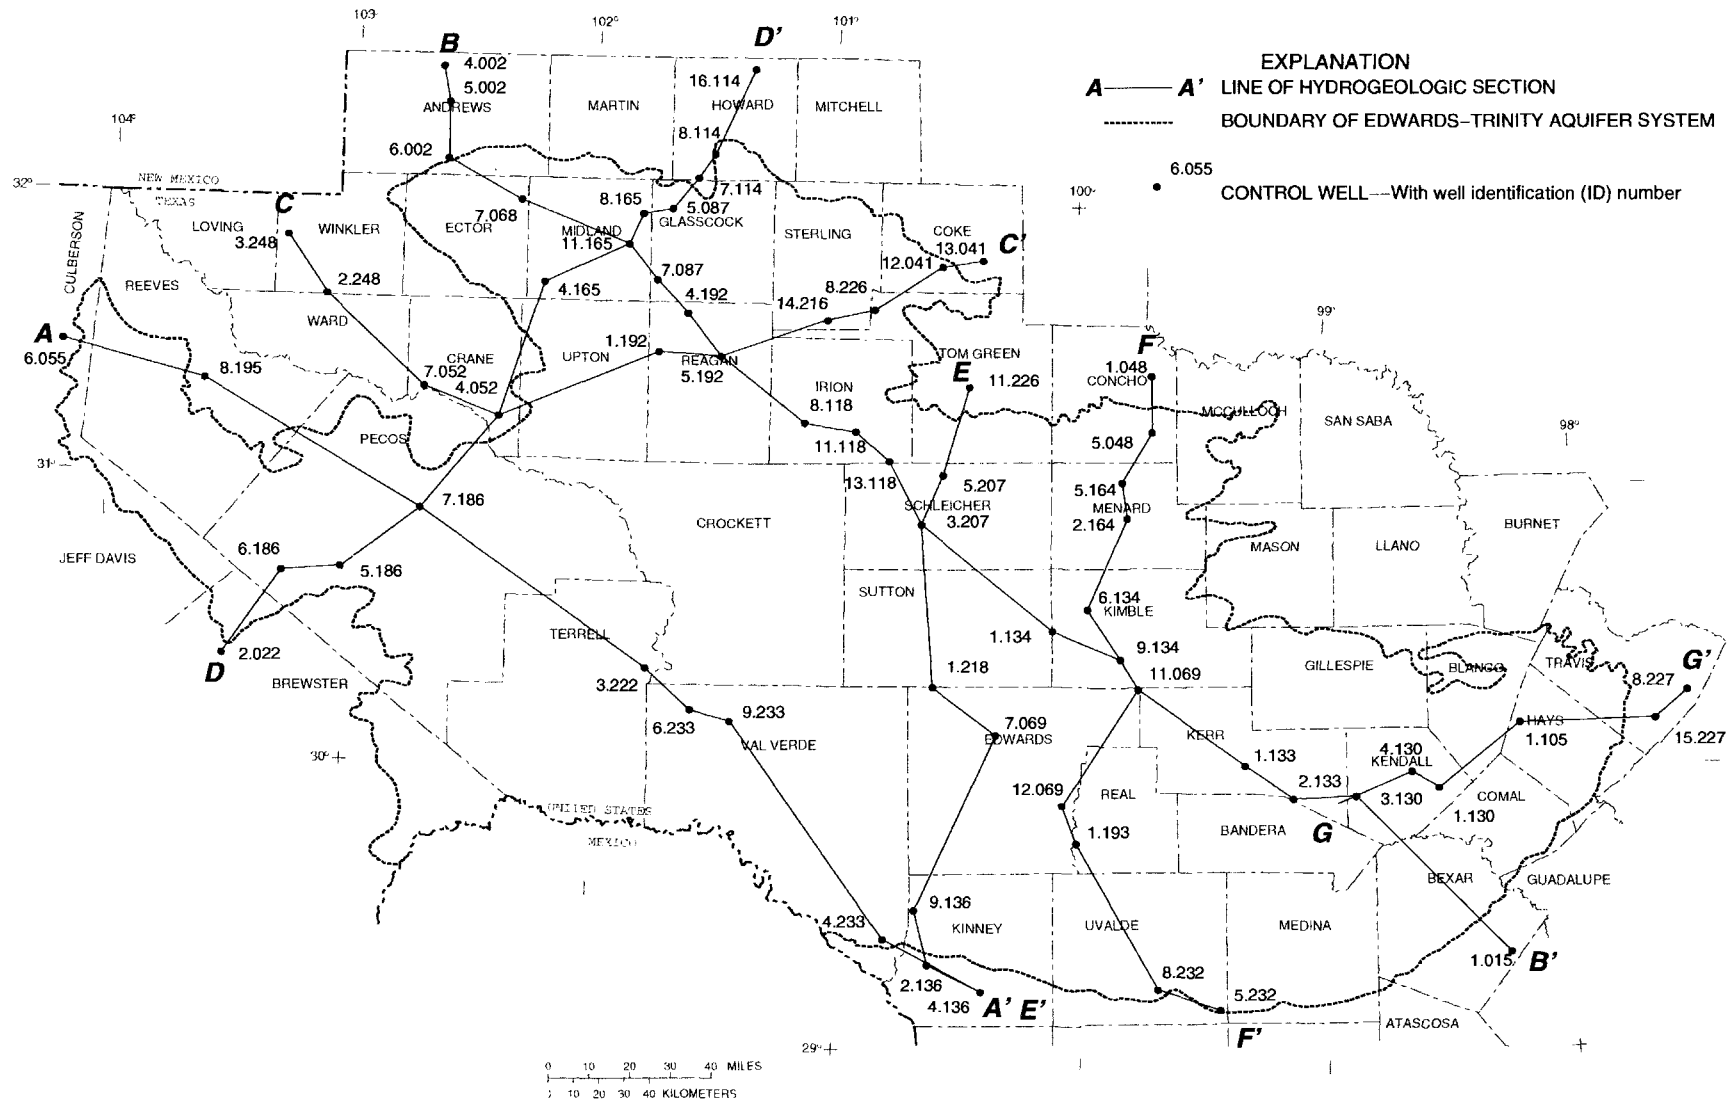 103°
102°
101°
B
D'
4.002
5.002
16.114
ANDREWS
MARTIN
HOWARD
MITCHELL
EXPLANATION
A A' LINE OF HYDROGEOLOGIC SECTION
BOUNDARY OF EDWARDS–TRINITY AQUIFER SYSTEM
6.055
CONTROL WELL—With well identification (ID) number
104°
8.114
6.002
32°
NEW MEXICO
TEXAS
7.114
100°
C
8.165
5.087
GLASSCOCK
7.068
CULBERSON
LOVING
3.248
WINKLER
ECTOR
MIDLAND
11.165
STERLING
COKE
13.041
C'
12.041
REEVES
2.248
4.165
7.087
4.192
8.226
14.216
99°
WARD
A
6.055
8.195
CRANE
7.052
4.052
UPTON
1.192
REAGAN
5.192
TOM GREEN
E
11.226
F
1.048
CONCHO
IRION
8.118
MCCULLOCH
SAN SABA
98°
PECOS
11.118
5.048
31°
13.118
5.207
5.164
7.186
CROCKETT
SCHLEICHER
3.207
MENARD
2.164
BURNET
MASON
LLANO
JEFF DAVIS
6.186
5.186
SUTTON
6.134
KIMBLE
TERRELL
1.134
9.134
D
2.022
BREWSTER
3.222
1.218
11.069
GILLESPIE
BLANCO
TRAVIS
G'
8.227
6.233
9.233
VAL VERDE
7.069
EDWARDS
KERR
HAYS
1.105
15.227
30°
1.133
4.130
KENDALL
12.069
REAL
2.133
3.130
COMAL
1.130
UNITED STATES
MEXICO
1.193
BANDERA
G
BEXAR
GUADALUPE
9.136
4.233
KINNEY
UVALDE
MEDINA
1.015
B'
2.136
4.136
A'
E'
8.232
5.232
F'
ATASCOSA
29°
0 10 20 30 40 MILES
10 20 30 40 KILOMETERS